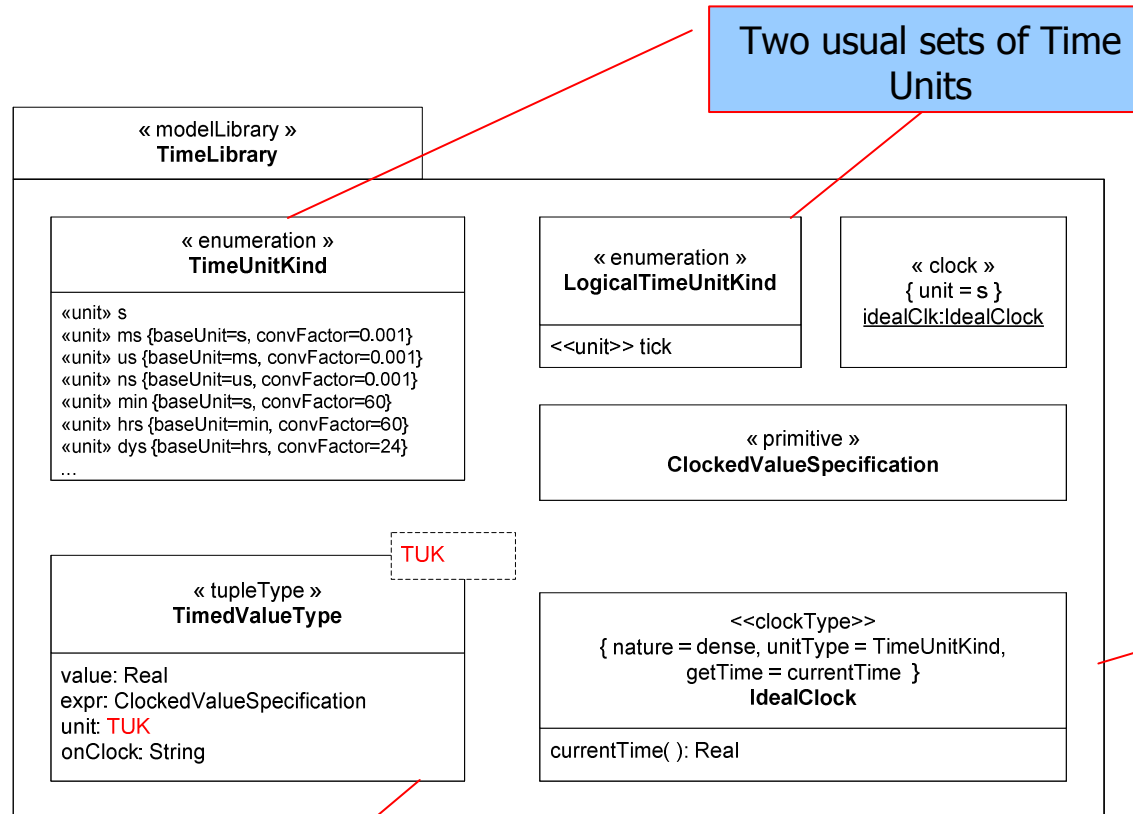 Two usual sets of Time
Units
« modelLibrary »
TimeLibrary
« enumeration »
TimeUnitKind
«unit» s
«unit» ms {baseUnit=s, convFactor=0.001}
«unit» us {baseUnit=ms, convFactor=0.001}
«unit» ns {baseUnit=us, convFactor=0.001}
«unit» min {baseUnit=s, convFactor=60}
«unit» hrs {baseUnit=min, convFactor=60}
«unit» dys {baseUnit=hrs, convFactor=24}
...
« enumeration »
LogicalTimeUnitKind
<<unit>> tick
« clock »
{ unit = s }
idealClk:IdealClock
« primitive »
ClockedValueSpecification
TUK
« tupleType »
TimedValueType
value: Real
expr: ClockedValueSpecification
unit: TUK
onClock: String
<<clockType>>
{ nature = dense, unitType = TimeUnitKind,
getTime = currentTime }
IdealClock
currentTime( ): Real